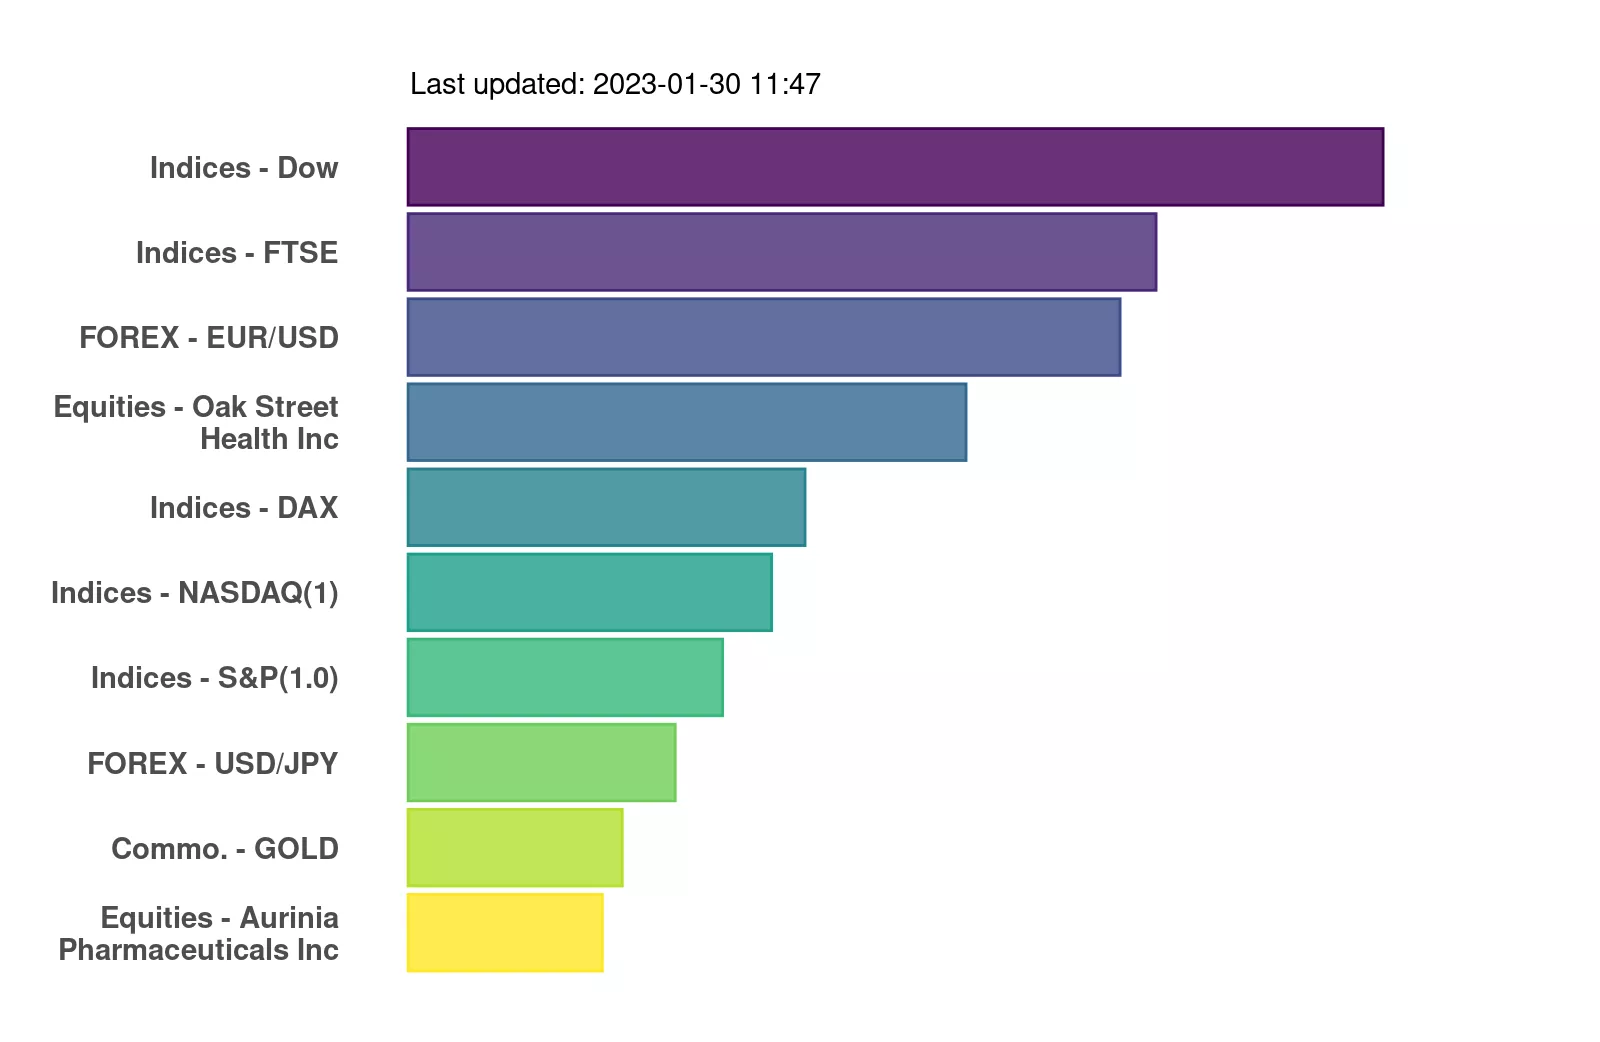 Last updated: 2023-01-30 11:47
Indices - Dow
Indices - FTSE
FOREX - EUR/USD
Equities - Oak Street
Health Inc
Indices - DAX
Indices - NASDAQ(1)
Indices - S&P(1.0)
FOREX - USD/JPY
Commo. - GOLD
Equities - Aurinia
Pharmaceuticals Inc